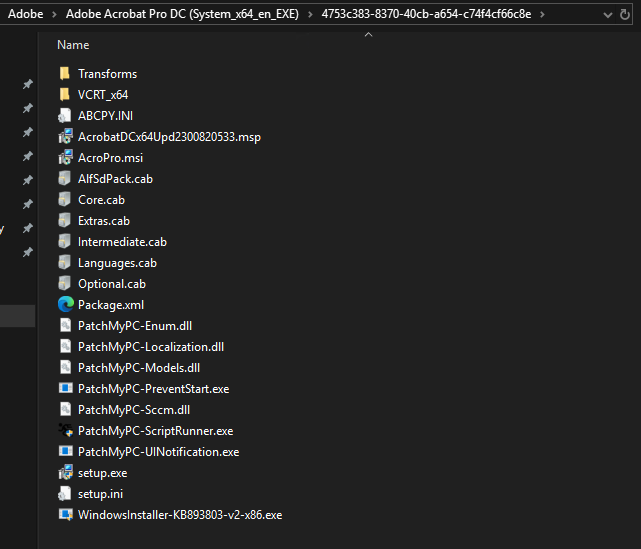 Adobe > Adobe Acrobat Pro DC (System_x64_en_EXE) > 4753c383-8370-40cb-a654-c74f4cf66c8e >
Name
Transforms
VCRT_x64
ABCPY.INI
AcrobatDCx64Upd2300820533.msp
AcroPro.msi
AlfSdPack.cab
Core.cab
Extras.cab
Intermediate.cab
Languages.cab
Optional.cab
Package.xml
PatchMyPC-Enum.dll
PatchMyPC-Localization.dll
PatchMyPC-Models.dll
y
PatchMyPC-PreventStart.exe
PatchMyPC-Sccm.dll
PatchMyPC-ScriptRunner.exe
PatchMyPC-UINotification.exe
setup.exe
setup.ini
WindowsInstaller-KB893803-v2-x86.exe